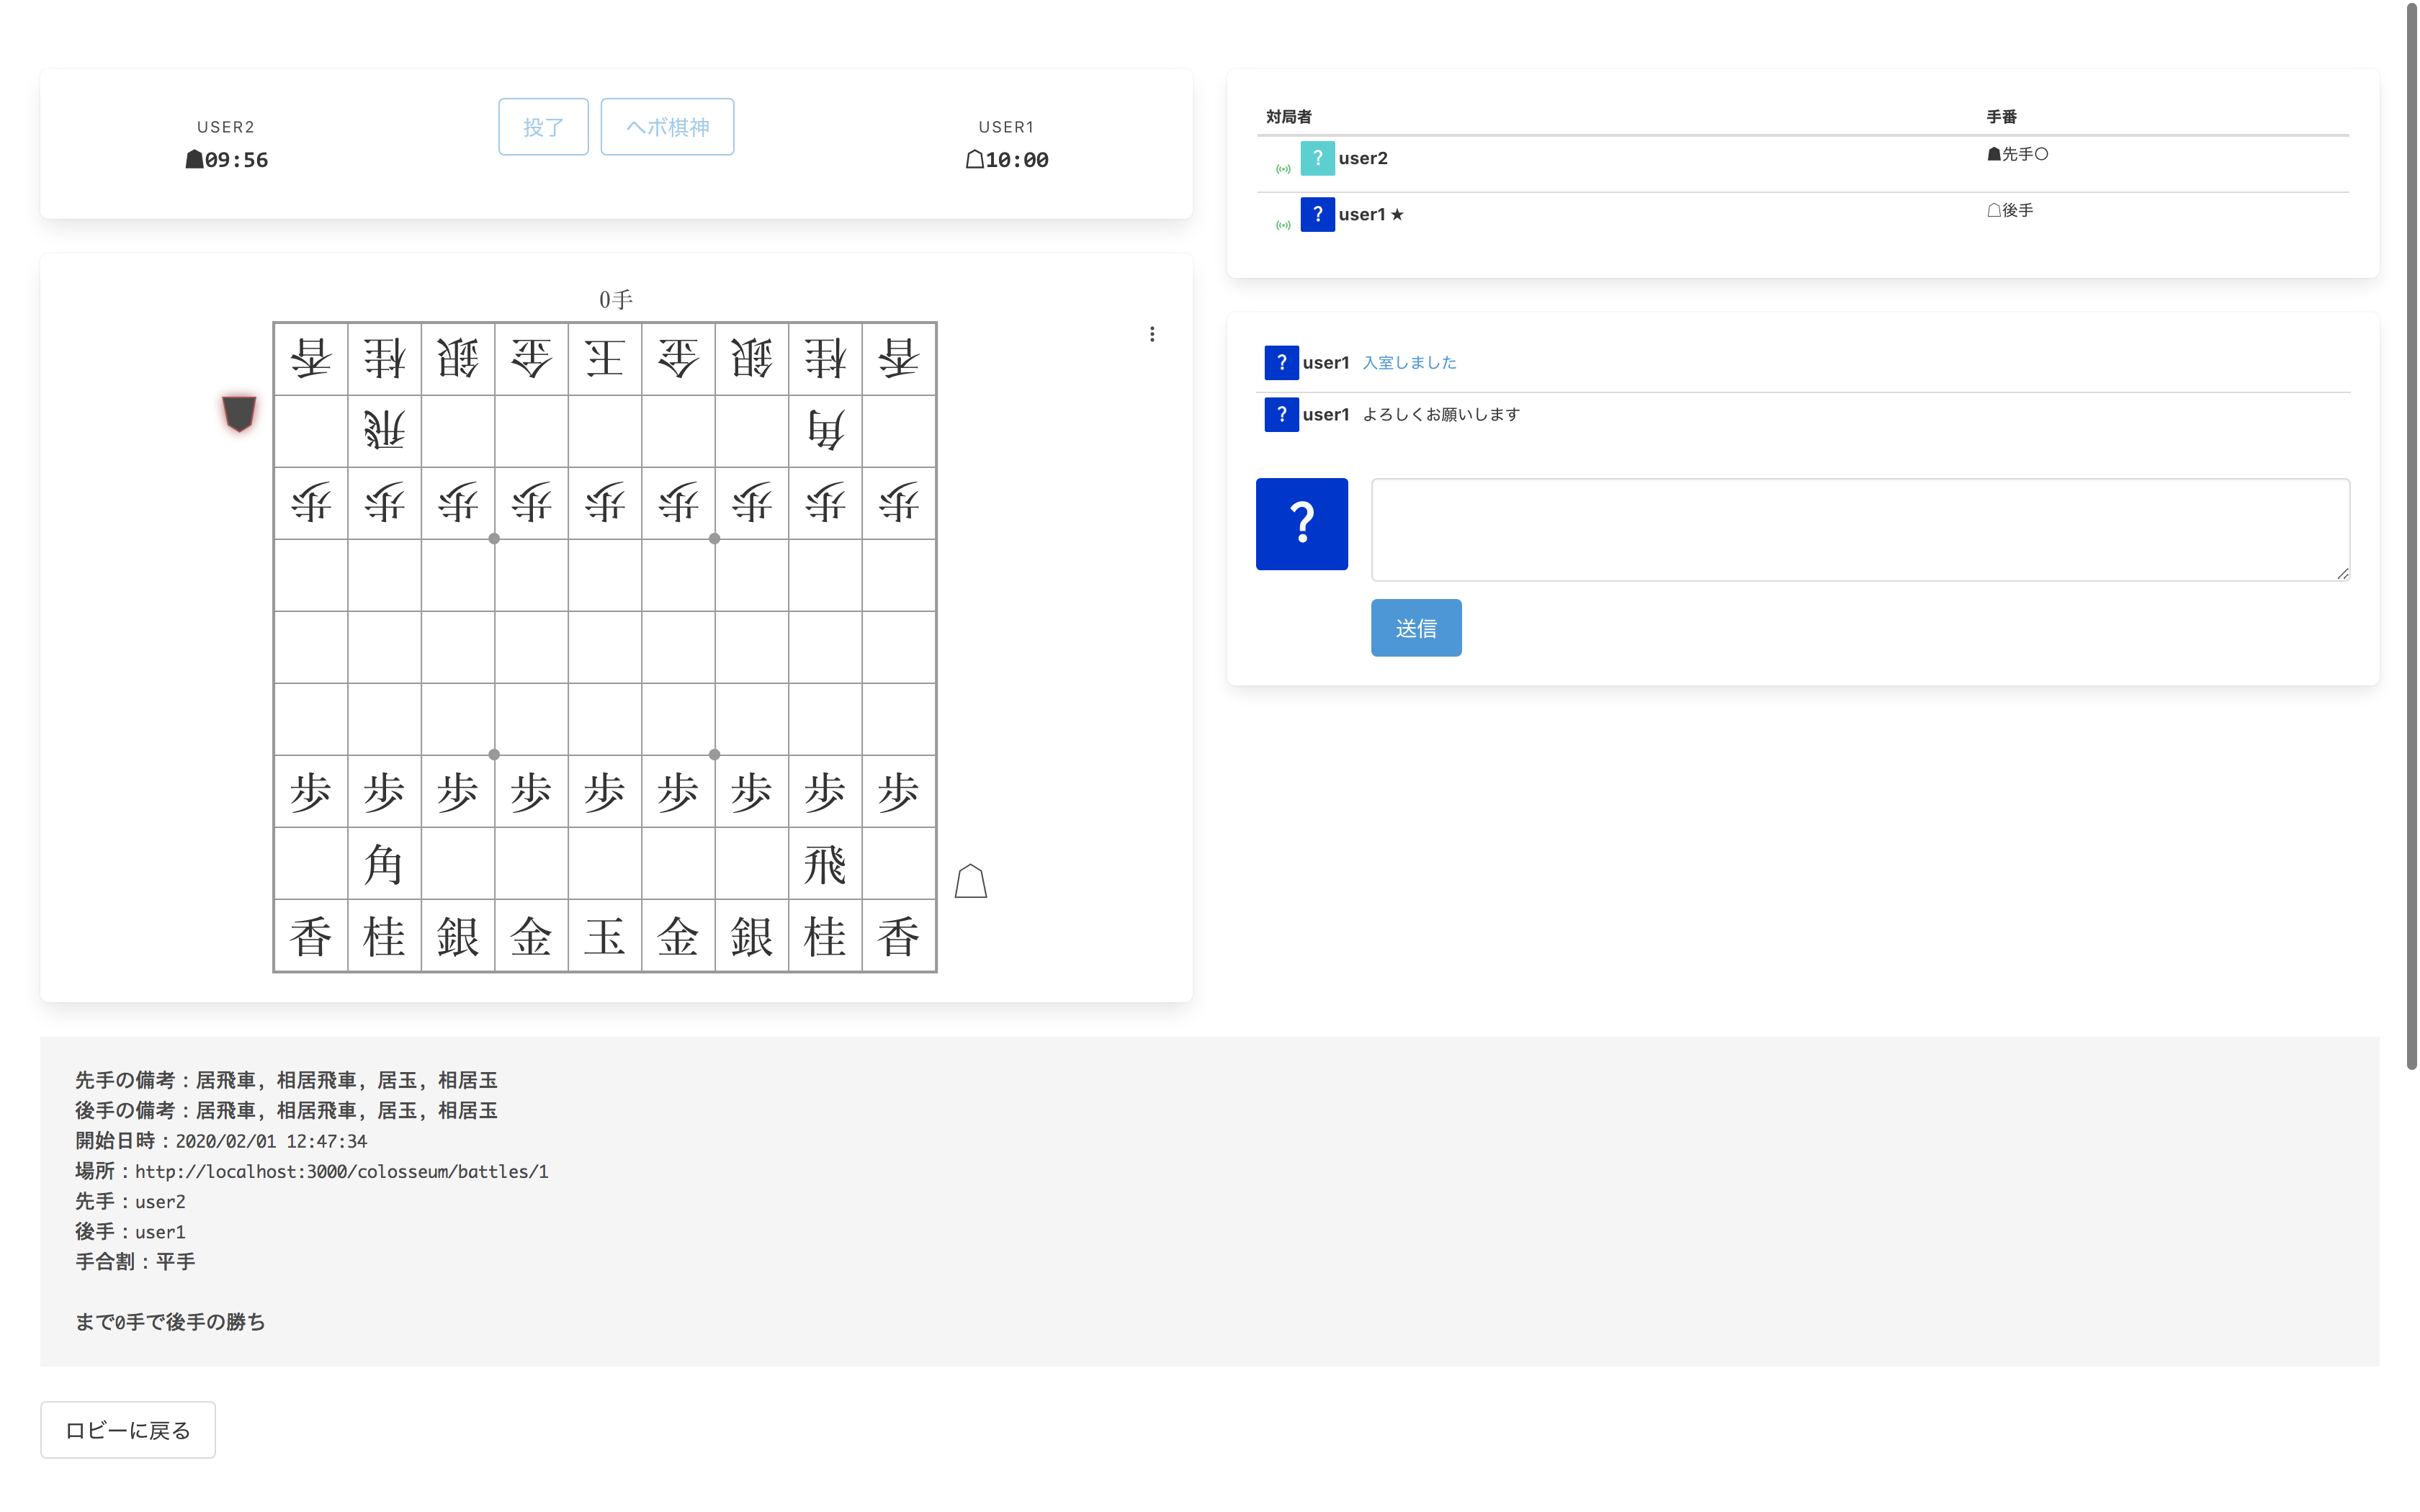 USER2
☗09:56
投了
ヘボ棋神
USER1
☖10:00
0手
香 桂 銀 金 王 金 銀 桂 香
飛 角
歩 歩 歩 歩 歩 歩 歩 歩 歩
歩 歩 歩 歩 歩 歩 歩 歩 歩
角 飛
香 桂 銀 金 玉 金 銀 桂 香
対局者 手番
? user2 ☗先手○
? user1 ★ ☖後手
? user1 入室しました
? user1 よろしくお願いします
?
送信
先手の備考：居飛車, 相居飛車, 居玉, 相居玉
後手の備考：居飛車, 相居飛車, 居玉, 相居玉
開始日時：2020/02/01 12:47:34
場所：http://localhost:3000/colosseum/battles/1
先手：user2
後手：user1
手合割：平手
まで0手で後手の勝ち
ロビーに戻る